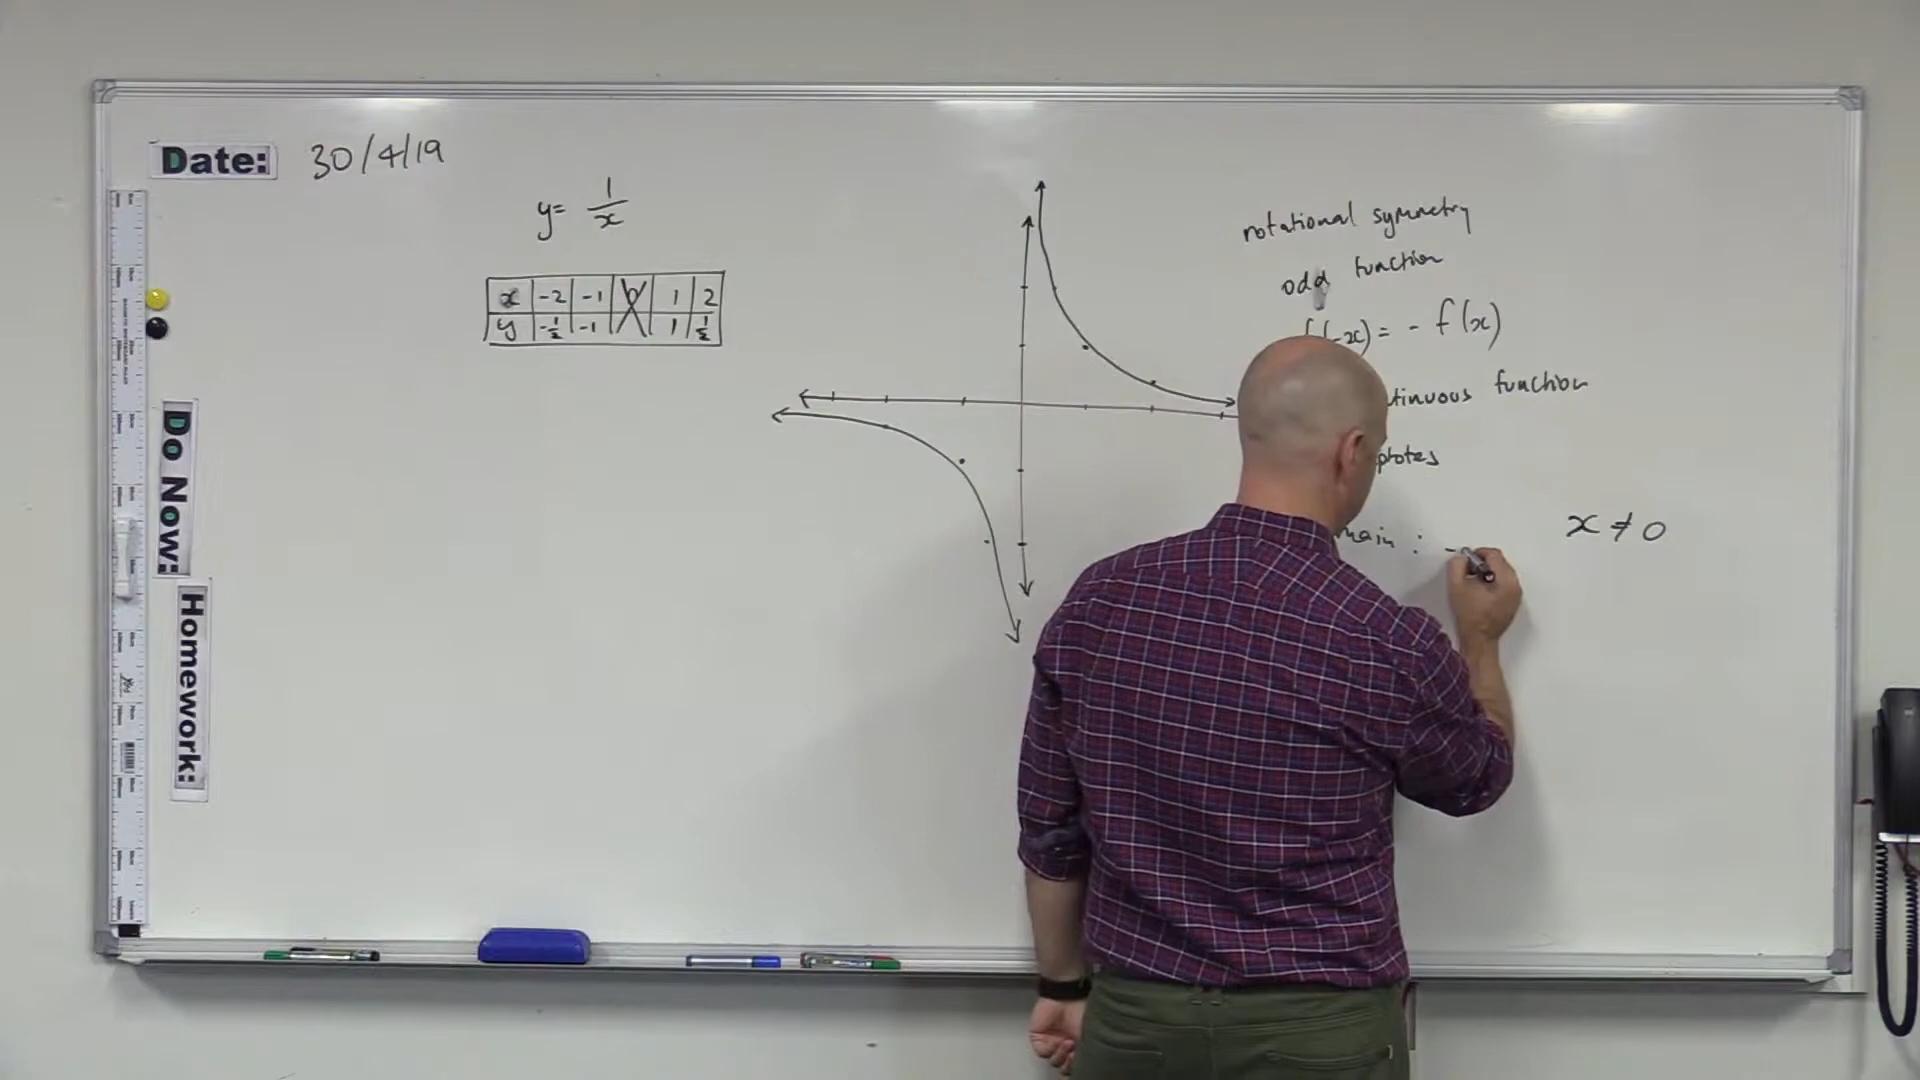 Date: 30/4/19
y = 1/x
x -2 -1 0 1 2
y -1/2 -1 1 1/2
rotational symmetry
odd function
f(-x) = - f(x)
tinuous function
ptotes
main : -
x ≠ 0
Do Now:
Homework: